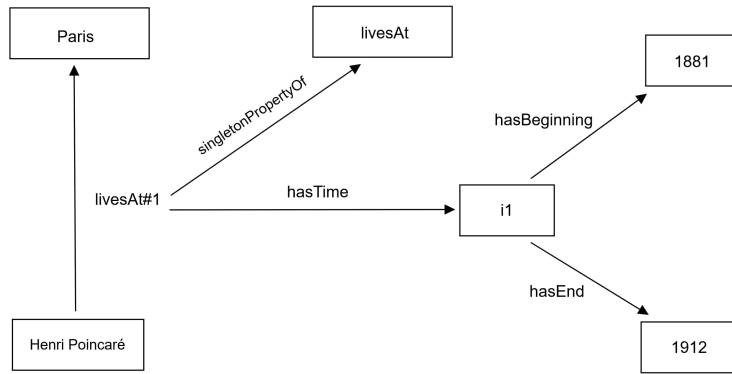 Paris
livesAt
1881
singletonPropertyOf
hasBeginning
livesAt#1
hasTime
i1
hasEnd
Henri Poincaré
1912